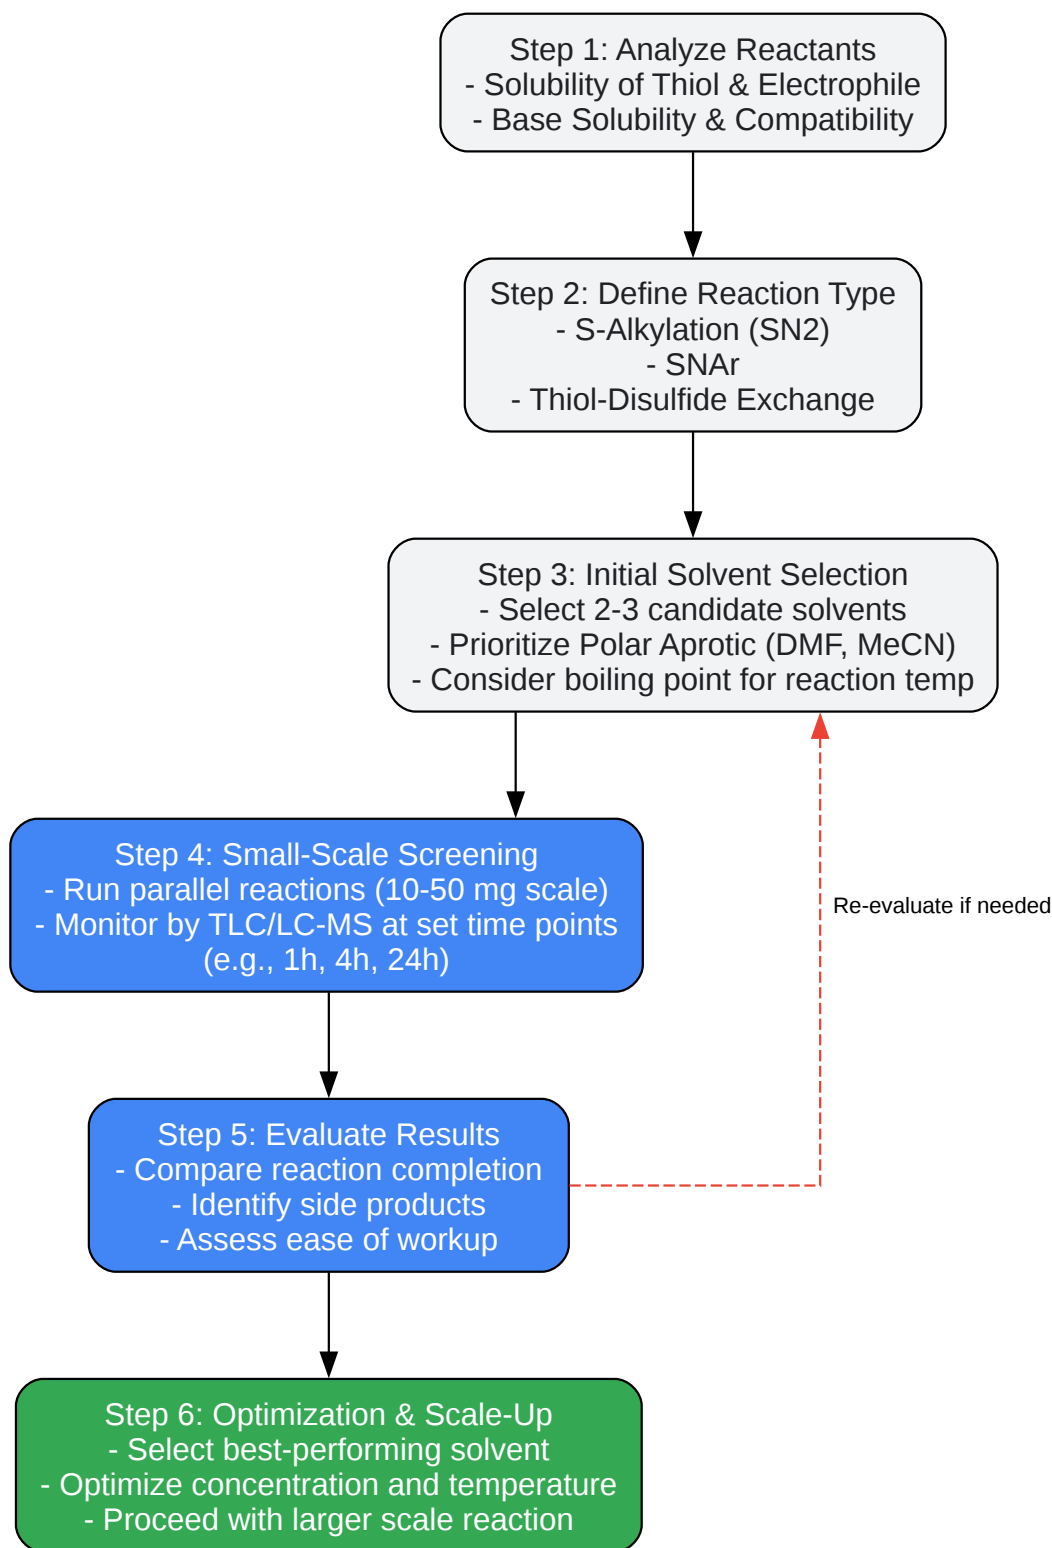 Step 1: Analyze Reactants
- Solubility of Thiol & Electrophile
- Base Solubility & Compatibility
Step 2: Define Reaction Type
- S-Alkylation (SN2)
- SNAr
- Thiol-Disulfide Exchange
Step 3: Initial Solvent Selection
- Select 2-3 candidate solvents
- Prioritize Polar Aprotic (DMF, MeCN)
- Consider boiling point for reaction temp
Step 4: Small-Scale Screening
- Run parallel reactions (10-50 mg scale)
- Monitor by TLC/LC-MS at set time points
(e.g., 1h, 4h, 24h)
Re-evaluate if needed
Step 5: Evaluate Results
- Compare reaction completion
- Identify side products
- Assess ease of workup
Step 6: Optimization & Scale-Up
- Select best-performing solvent
- Optimize concentration and temperature
- Proceed with larger scale reaction